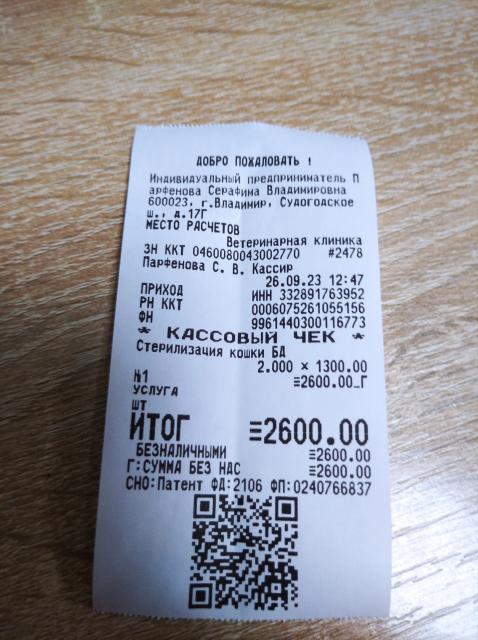 ДОБРО ПОЖАЛОВАТЬ !
Индивидуальный предприниматель П
арфенова Серафима Владимировна
600023, г.Владимир, Судогодское
ш., д.17Г
МЕСТО РАСЧЕТОВ
Ветеринарная клиника
ЗН ККТ 0460080043002770 #2478
Парфенова С. В. Кассир
26.09.23 12:47
ПРИХОД ИНН 332891763952
РН ККТ 0006075261055156
ФН 9961440300116773
* КАССОВЫЙ ЧЕК *
Стерилизация кошки БД
2.000 × 1300.00
№1 ≡2600.00_Г
УСЛУГА
ШТ
ИТОГ ≡2600.00
БЕЗНАЛИЧНЫМИ ≡2600.00
Г:СУММА БЕЗ НДС ≡2600.00
СНО:Патент ФД:2106 ФП:0240766837